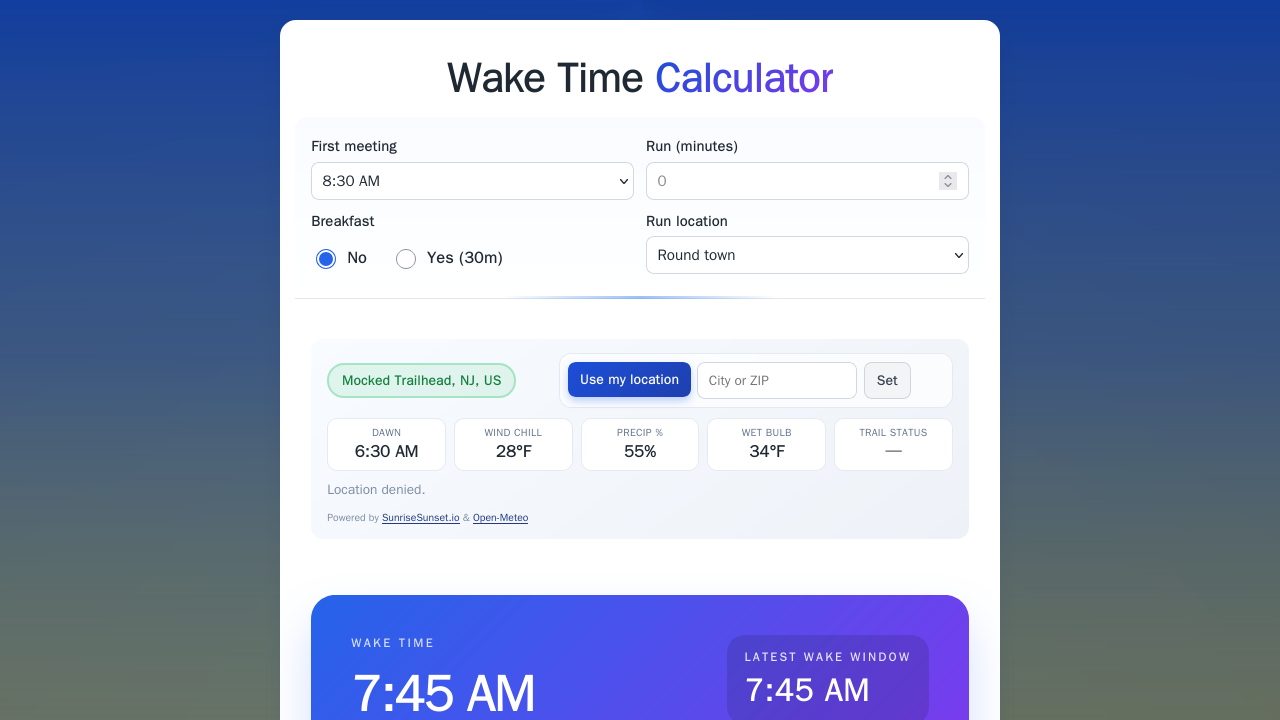 Wake Time Calculator
First meeting
8:30 AM
Run (minutes)
0
Breakfast
No
Yes (30m)
Run location
Round town
Mocked Trailhead, NJ, US
Use my location
City or ZIP
Set
DAWN
6:30 AM
WIND CHILL
28°F
PRECIP %
55%
WET BULB
34°F
TRAIL STATUS
—
Location denied.
Powered by SunriseSunset.io & Open-Meteo
WAKE TIME
7:45 AM
LATEST WAKE WINDOW
7:45 AM